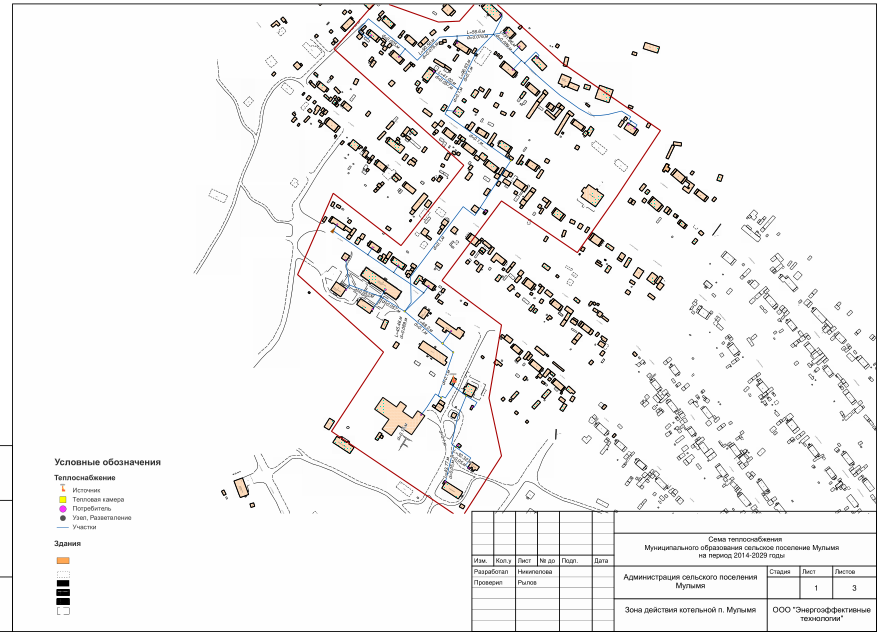 L=56.8,м
Условные обозначения
Теплоснабжение
Источник
Тепловая камера
Потребитель
Узел, Разветвление
Участки
Здания
Изм.
Кол.у
Лист
№ до
Подп.
Дата
Разработал
Никипелова
Проверил
Рылов
Сема теплоснабжения
Муниципального образования сельское поселение Мулымя
на период 2014-2029 годы
Администрация сельского поселения
Мулымя
Стадия
Лист
Листов
1
3
Зона действия котельной п. Мулымя
ООО "Энергоэффективные
технологии"